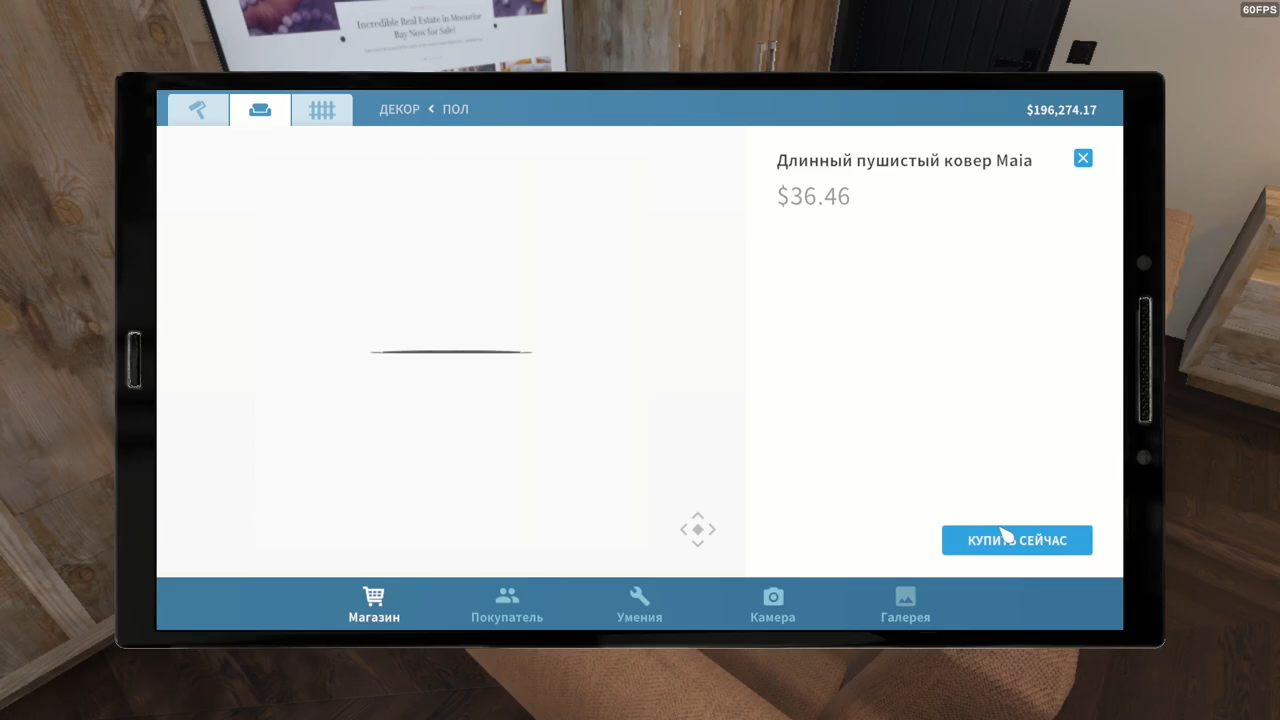 60FPS
Incredible Real Estate in Moonrise
Bay Now for Sale!
ДЕКОР < ПОЛ
$196,274.17
Длинный пушистый ковер Maia
$36.46
КУПИТЬ СЕЙЧАС
Магазин
Покупатель
Умения
Камера
Галерея